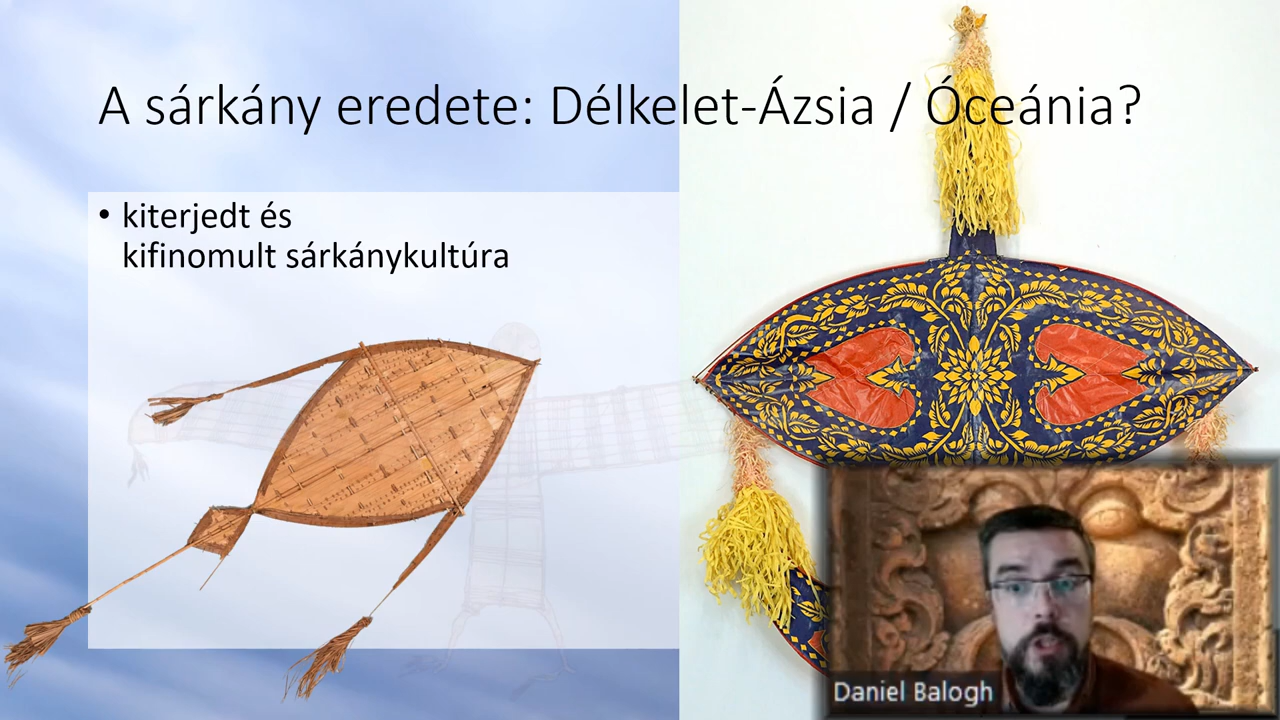 A sárkány eredete: Délkelet-Ázsia / Óceánia?
• kiterjedt és
kifinomult sárkánykultúra
Daniel Balogh